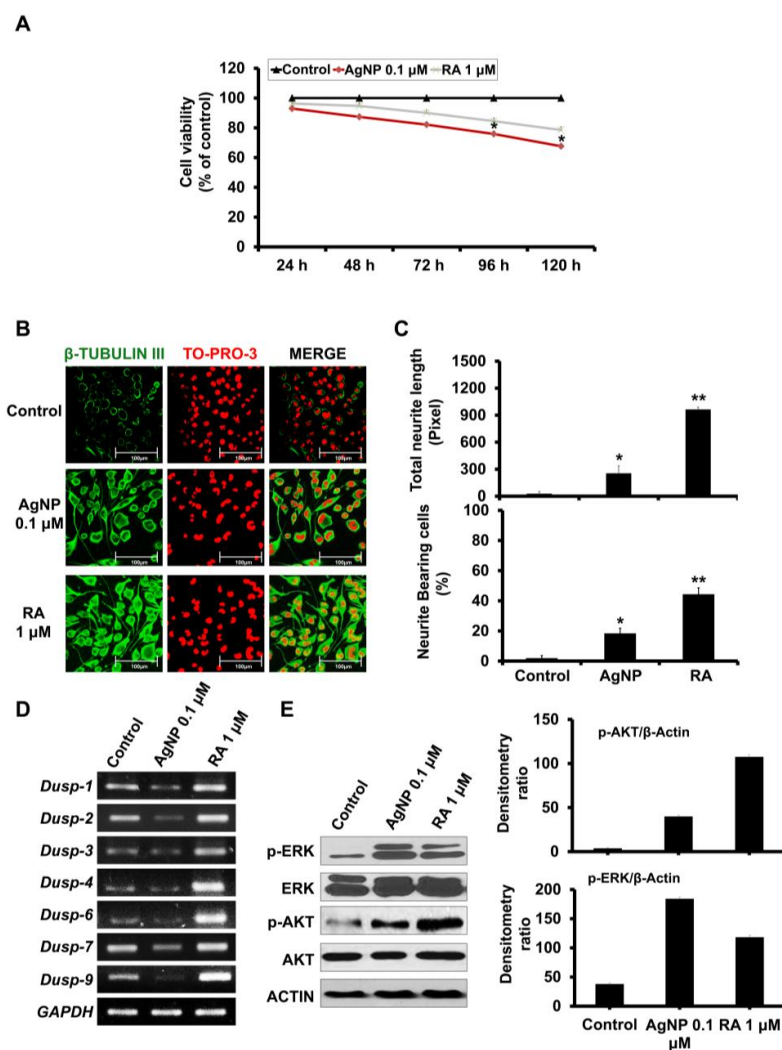 A
Control AgNP 0.1 µM RA 1 µM
Cell viability
(% of control)
120
100
80
60
40
20
0
*
*
24 h 48 h 72 h 96 h 120 h
B
β-TUBULIN III TO-PRO-3 MERGE
Control
100µm 100µm 100µm
AgNP
0.1 µM
100µm 100µm 100µm
RA
1 µM
100µm 100µm 100µm
C
Total neurite length
(Pixel)
1500
1200
900
600
300
0
*
**
Neurite Bearing cells
(%)
100
80
60
40
20
0
*
**
Control AgNP RA
D
Control AgNP 0.1 µM RA 1 µM
Dusp-1
Dusp-2
Dusp-3
Dusp-4
Dusp-6
Dusp-7
Dusp-9
GAPDH
E
Control AgNP 0.1 µM RA 1 µM
p-ERK
ERK
p-AKT
AKT
ACTIN
p-AKT/β-Actin
Densitometry
ratio
150
100
50
0
p-ERK/β-Actin
Densitometry
ratio
200
150
100
50
0
Control AgNP 0.1 RA 1 µM
µM